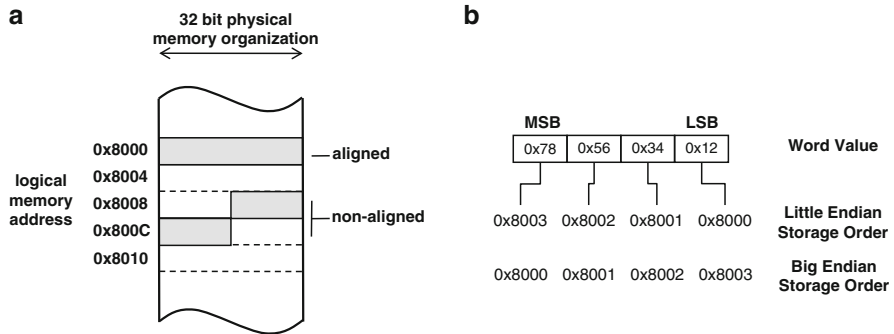 a
32 bit physical
memory organization
0x8000
0x8004
0x8008
0x800C
0x8010
logical
memory
address
aligned
non-aligned
b
MSB LSB
0x78 0x56 0x34 0x12 Word Value
0x8003 0x8002 0x8001 0x8000 Little Endian
Storage Order
0x8000 0x8001 0x8002 0x8003 Big Endian
Storage Order